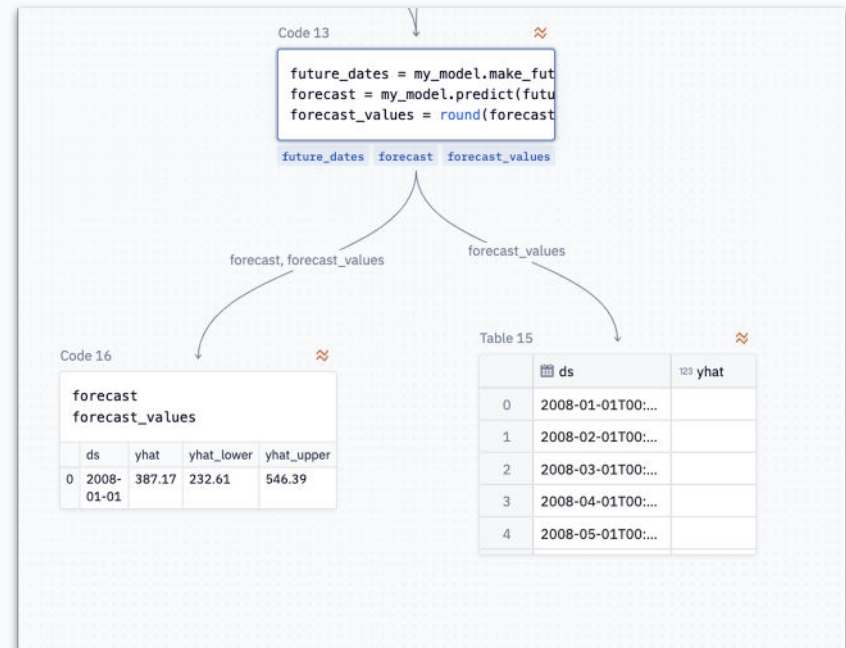 Code 13
future_dates = my_model.make_fut
forecast = my_model.predict(futu
forecast_values = round(forecast
future_dates forecast forecast_values
forecast, forecast_values
forecast_values
Code 16
forecast
forecast_values
ds yhat yhat_lower yhat_upper
0 2008-01-01 387.17 232.61 546.39
Table 15
ds 123 yhat
0 2008-01-01T00:...
1 2008-02-01T00:...
2 2008-03-01T00:...
3 2008-04-01T00:...
4 2008-05-01T00:...